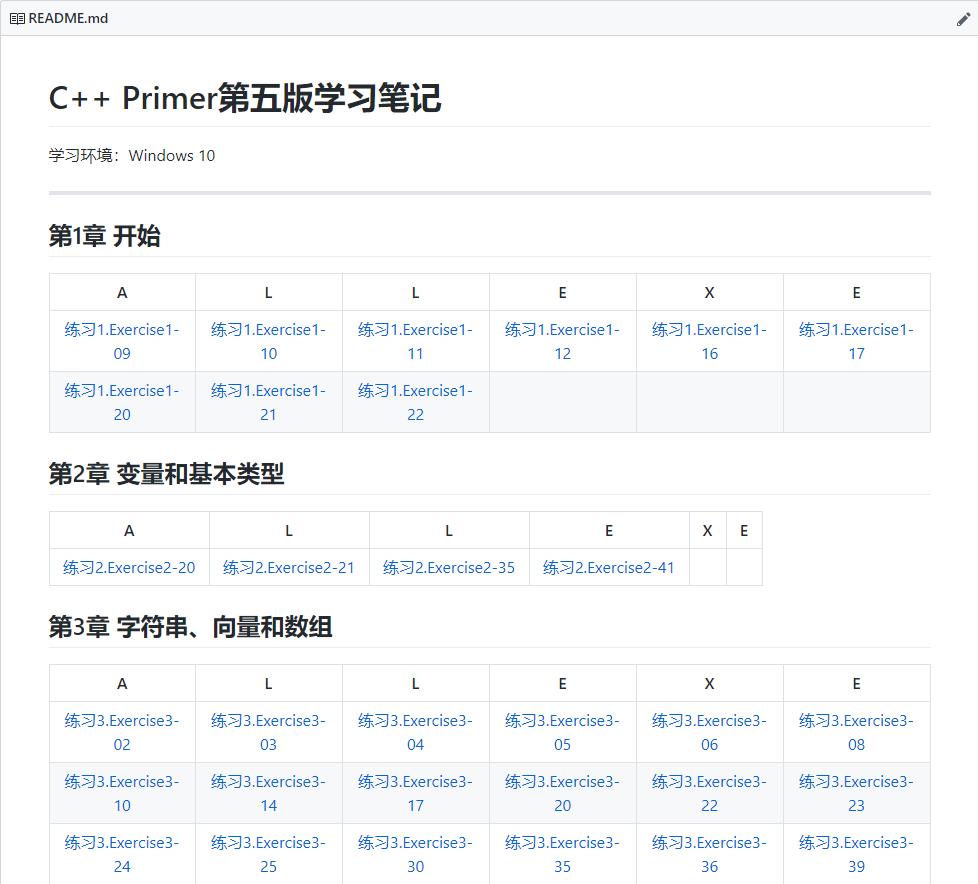 README.md
C++ Primer第五版学习笔记
学习环境：Windows 10
第1章 开始
A L L E X E
练习1.Exercise1- 练习1.Exercise1- 练习1.Exercise1- 练习1.Exercise1- 练习1.Exercise1- 练习1.Exercise1-
09 10 11 12 16 17
练习1.Exercise1- 练习1.Exercise1- 练习1.Exercise1-
20 21 22
第2章 变量和基本类型
A L L E X E
练习2.Exercise2-20 练习2.Exercise2-21 练习2.Exercise2-35 练习2.Exercise2-41
第3章 字符串、向量和数组
A L L E X E
练习3.Exercise3- 练习3.Exercise3- 练习3.Exercise3- 练习3.Exercise3- 练习3.Exercise3- 练习3.Exercise3-
02 03 04 05 06 08
练习3.Exercise3- 练习3.Exercise3- 练习3.Exercise3- 练习3.Exercise3- 练习3.Exercise3- 练习3.Exercise3-
10 14 17 20 22 23
练习3.Exercise3- 练习3.Exercise3- 练习3.Exercise3- 练习3.Exercise3- 练习3.Exercise3- 练习3.Exercise3-
24 25 30 35 36 39